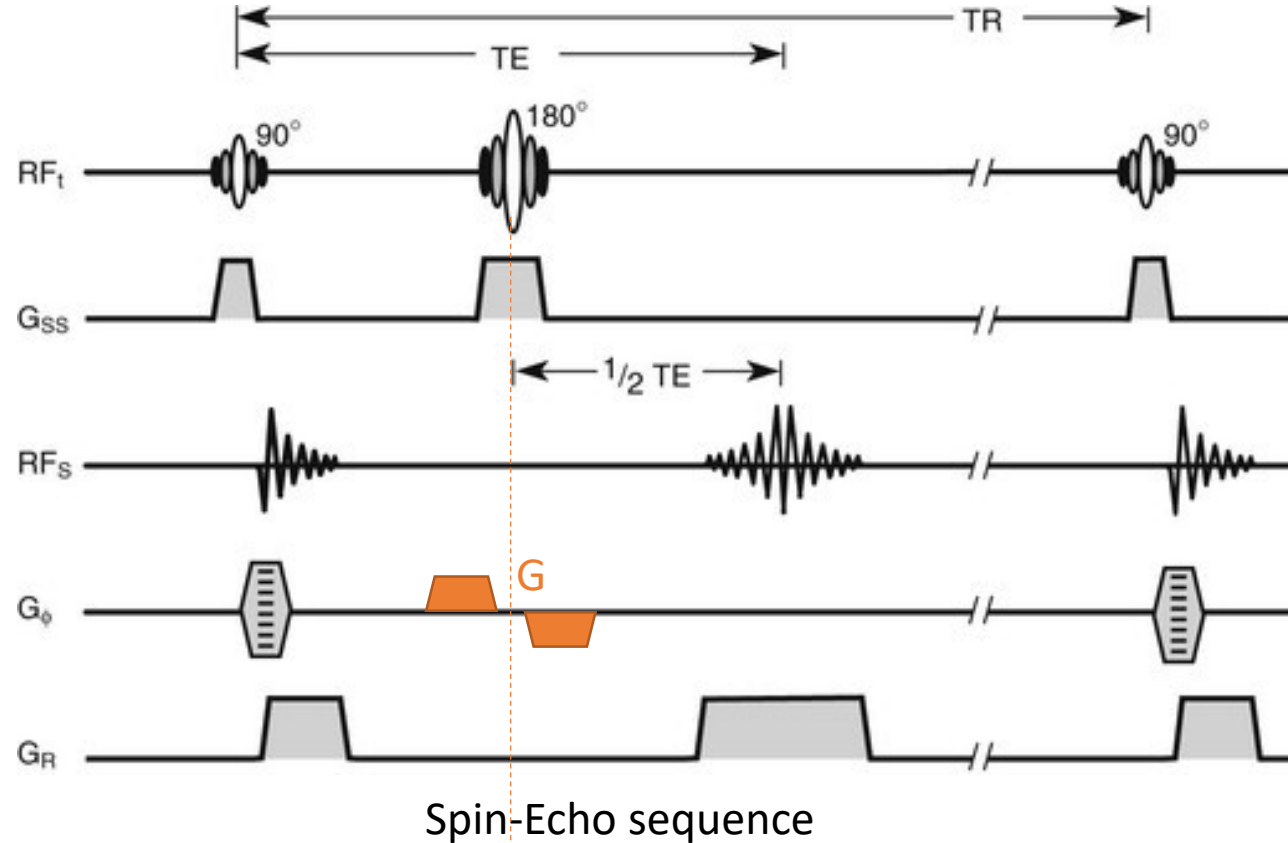 TR
TE
90°
180°
90°
RFt
GSS
1/2 TE
RFS
G
Gϕ
GR
Spin-Echo sequence